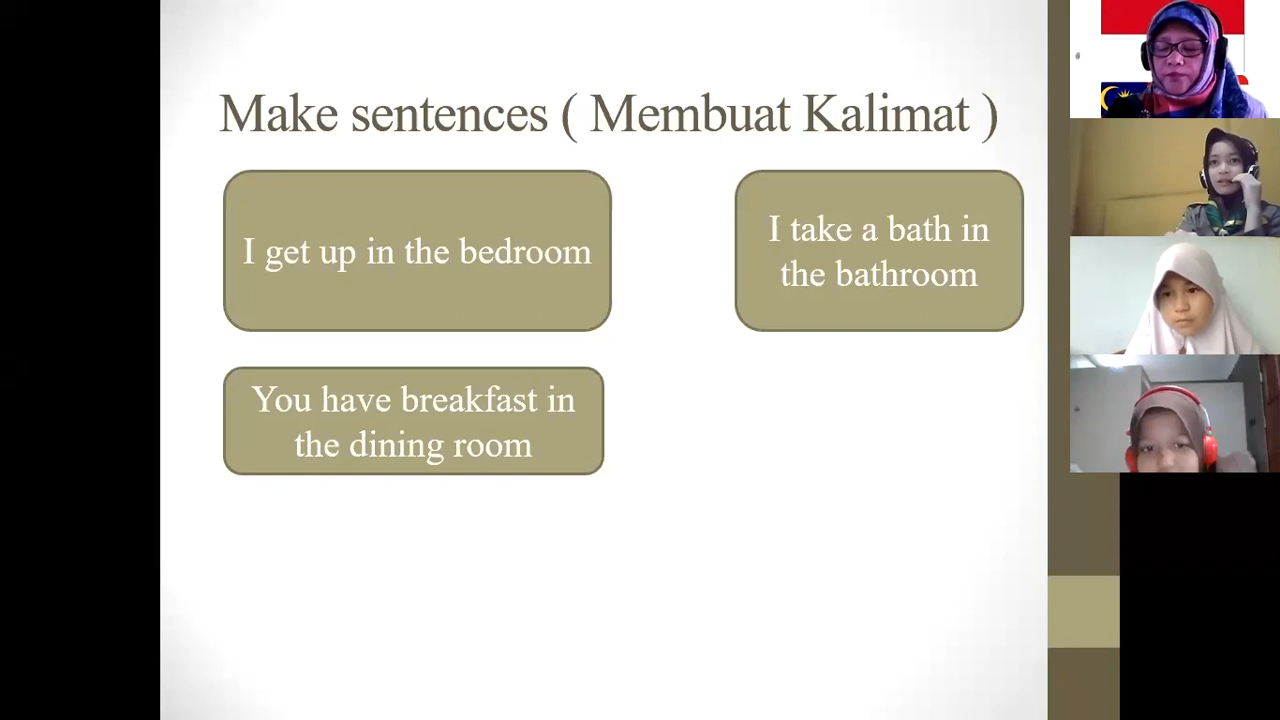 Make sentences ( Membuat Kalimat )
I get up in the bedroom
I take a bath in
the bathroom
You have breakfast in
the dining room